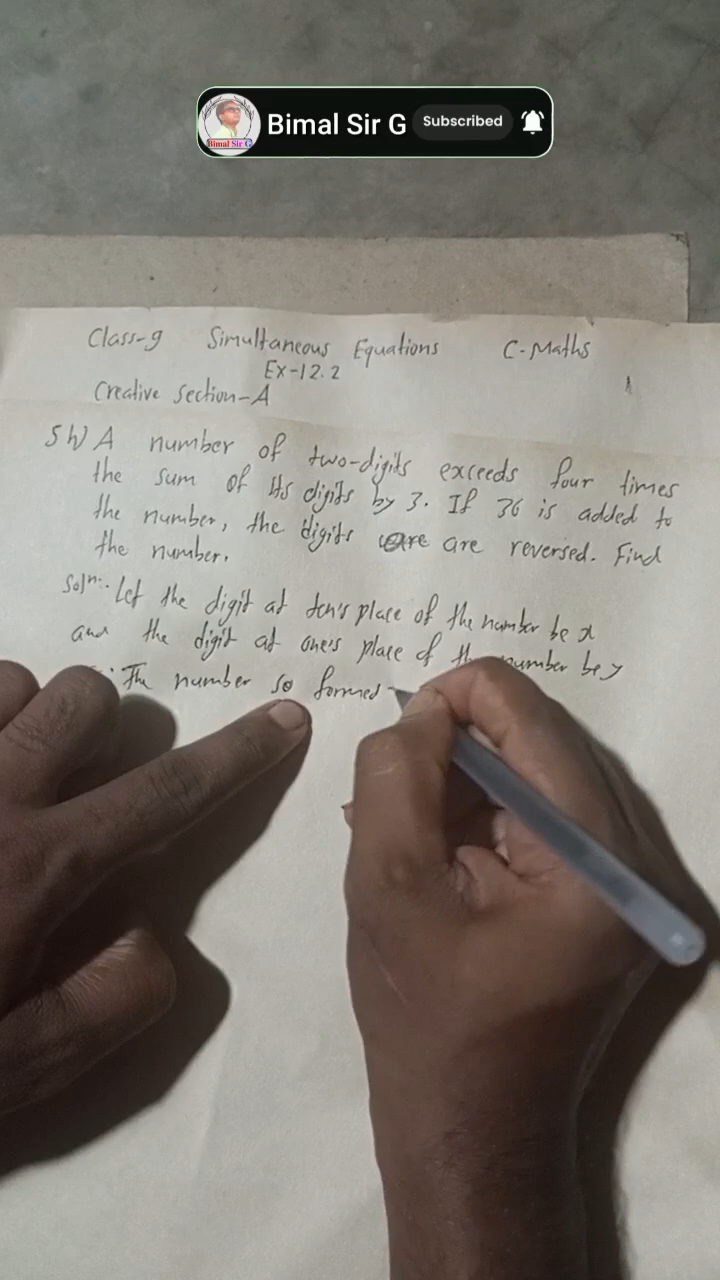 Bimal Sir G Subscribed
Bimal Sir G
Class-9 Simultaneous Equations C-Maths
Ex-12.2
Creative Section-A
A number of two-digits exceeds four times
the sum of its digits by 3. If 36 is added to
the number, the digits are are reversed. Find
the number.
Soln:- Let the digit at ten's place of the number be x
and the digit at one's place of the number be y
The number so formed